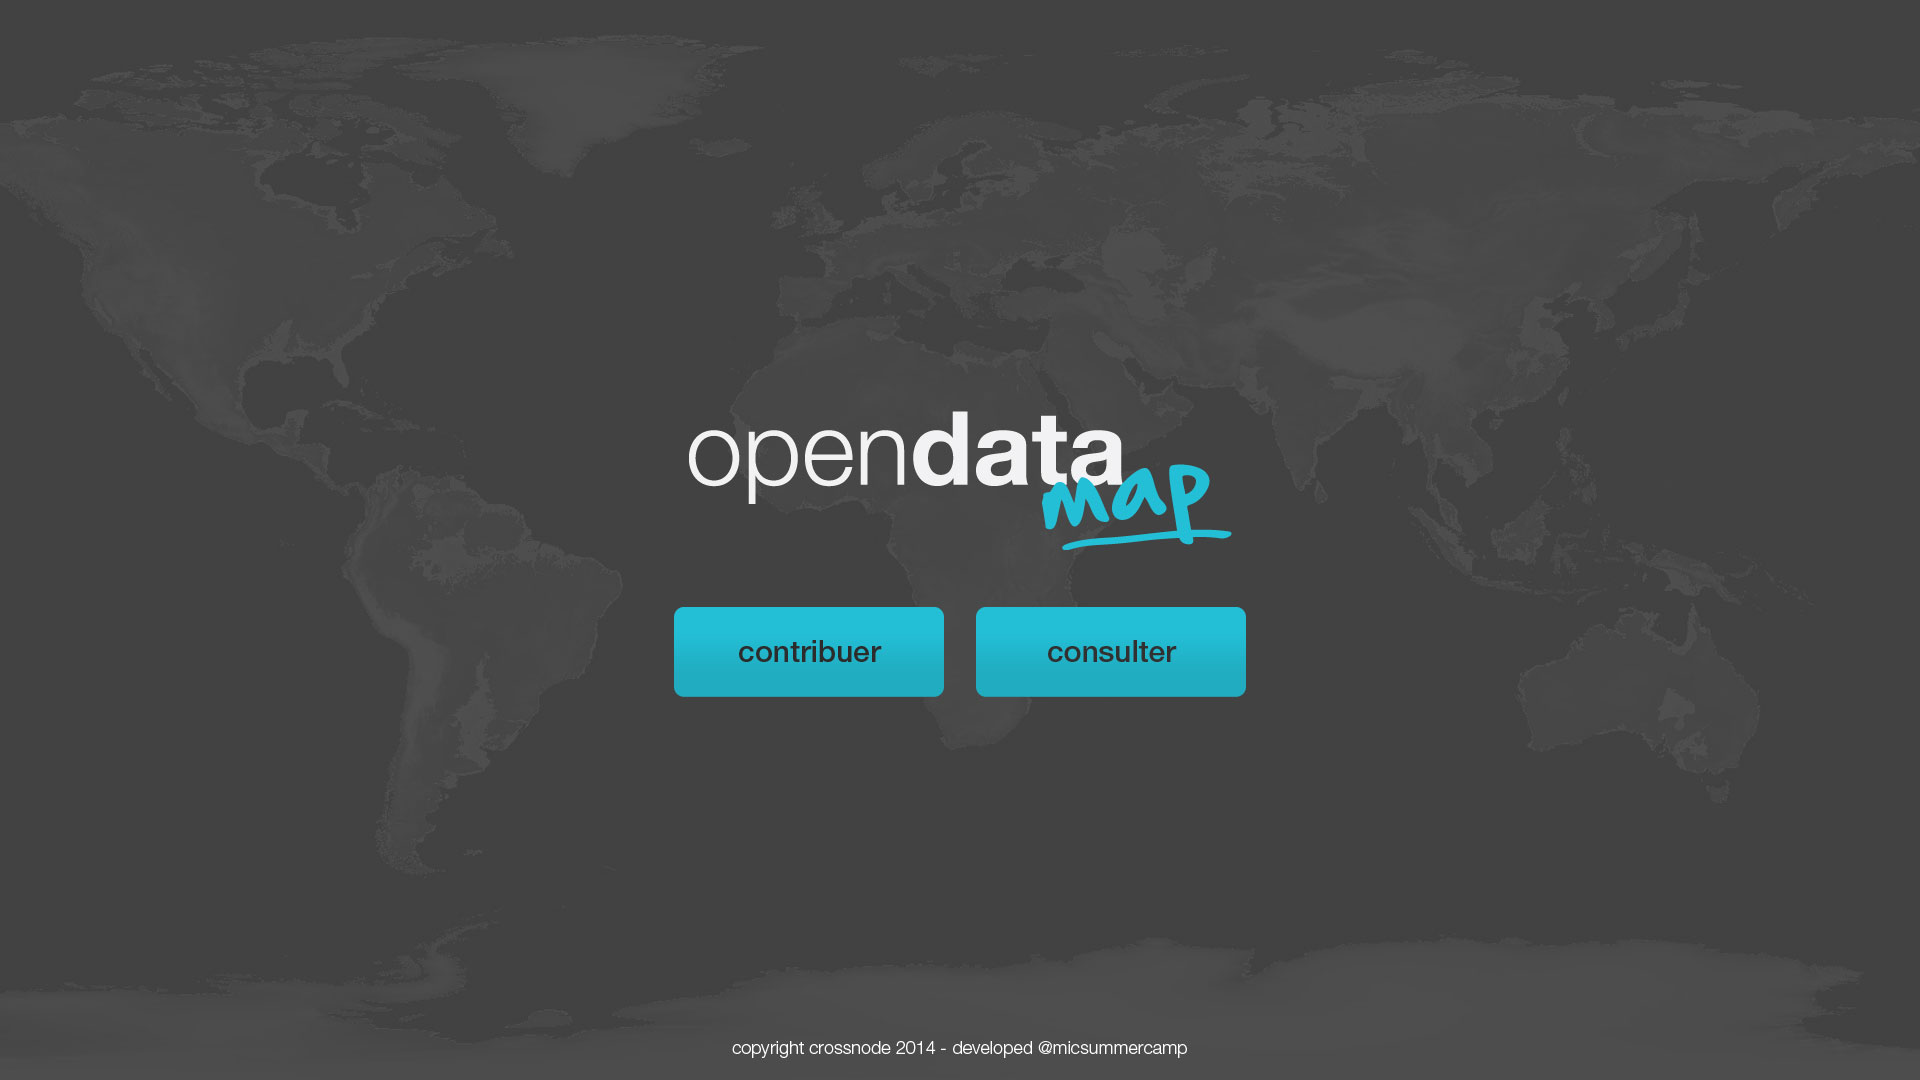 opendata
map
contribuer
consulter
copyright crossnode 2014 - developed @micsummercamp